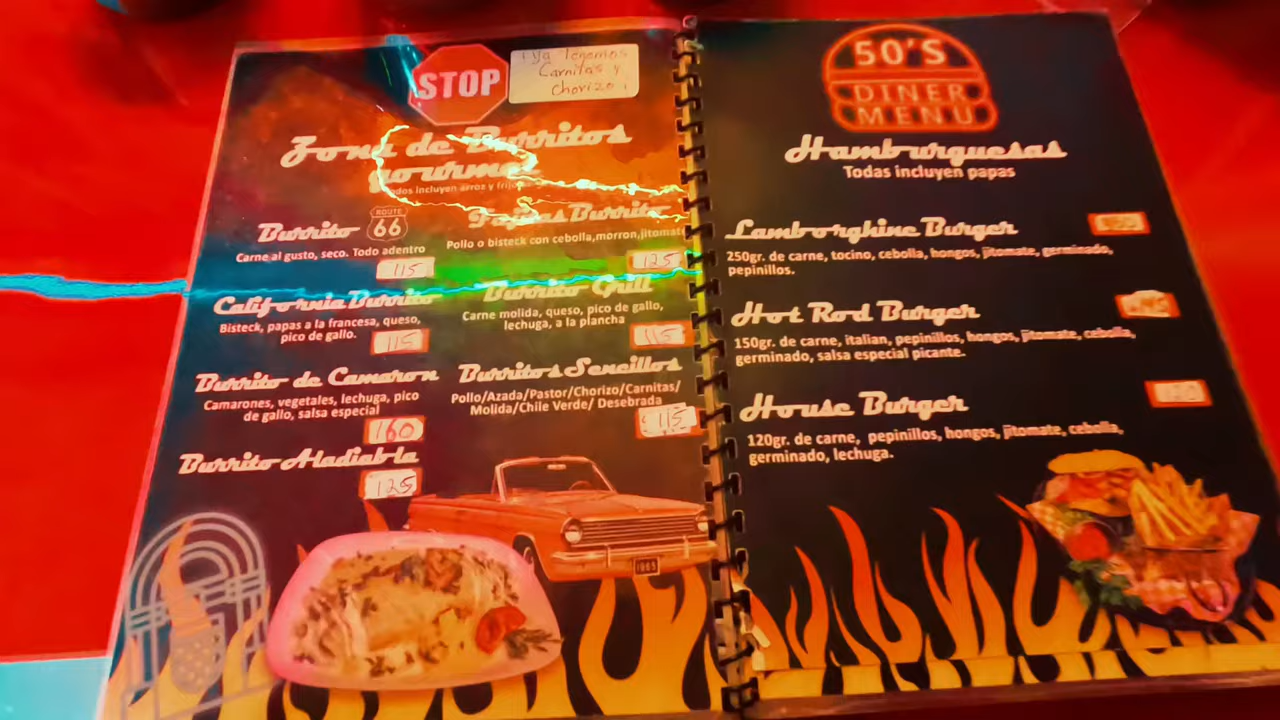 STOP
¡Ya Tenemos
Carnitas y
Chorizo!
Zona de Burritos
gourmet
Todos incluyen arroz y frijo
Burrito ROUTE 66
Carne al gusto, seco. Todo adentro
115
California Burrito
Bisteck, papas a la francesa, queso,
pico de gallo.
115
Burrito de Camaron
Camarones, vegetales, lechuga, pico
de gallo, salsa especial
160
Burrito Aladiabla
125
Fajitas Burrito
Pollo o bisteck con cebolla,morron,jitomate
125
Burrito Grill
Carne molida, queso, pico de gallo,
lechuga, a la plancha
115
Burritos Sencillos
Pollo/Azada/Pastor/Chorizo/Carnitas/
Molida/Chile Verde/ Desebrada
115
1965
50'S
DINER
MENU
Hamburguesas
Todas incluyen papas
Lamborghine Burger
250gr. de carne, tocino, cebolla, hongos, jitomate, germinado,
pepinillos.
Hot Rod Burger
150gr. de carne, italian, pepinillos, hongos, jitomate, cebolla,
germinado, salsa especial picante.
House Burger
120gr. de carne, pepinillos, hongos, jitomate, cebolla,
germinado, lechuga.